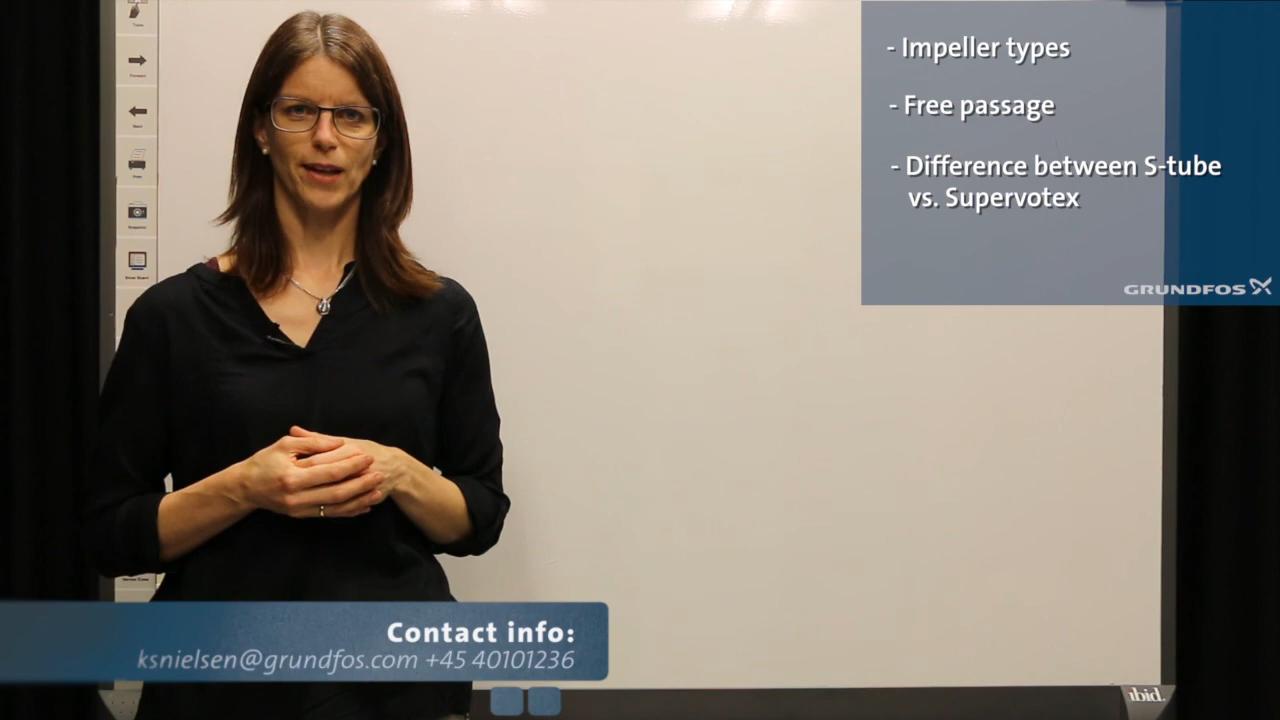 - Impeller types
- Free passage
- Difference between S-tube
vs. Supervotex
GRUNDFOS
Contact info:
ksnielsen@grundfos.com +45 40101236
ibid.